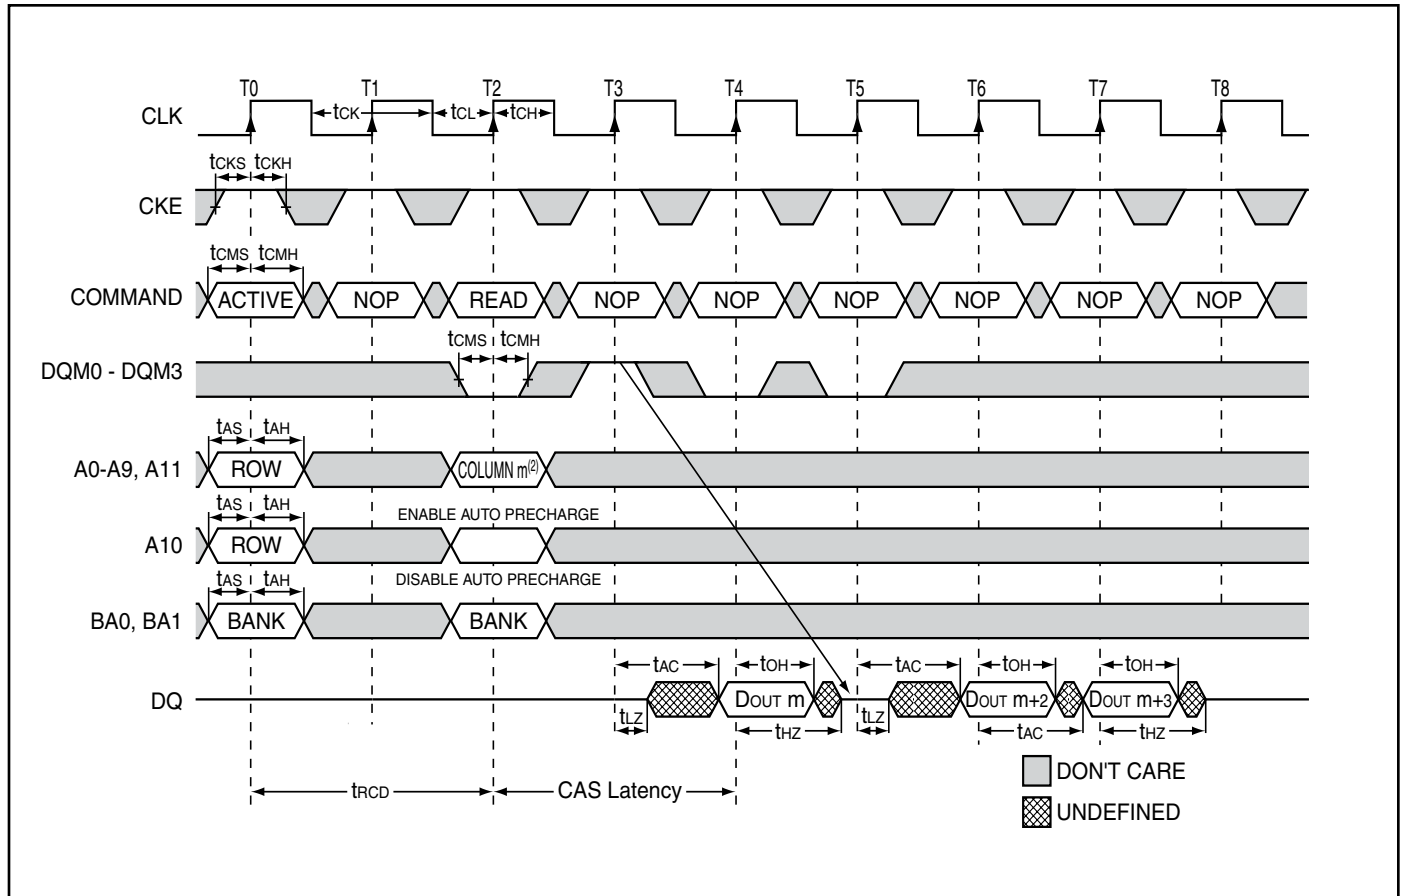 T0 T1 T2 T3 T4 T5 T6 T7 T8
CLK tCK tCL tCH
tCKS tCKH
CKE
tCMS tCMH
COMMAND ACTIVE NOP READ NOP NOP NOP NOP NOP NOP
tCMS tCMH
DQM0 - DQM3
tAS tAH
A0-A9, A11 ROW COLUMN m(2)
tAS tAH ENABLE AUTO PRECHARGE
A10 ROW
tAS tAH DISABLE AUTO PRECHARGE
BA0, BA1 BANK BANK
tAC tOH tAC tOH tOH
DQ DOUT m DOUT m+2 DOUT m+3
tLZ tHZ tLZ tAC tHZ
DON'T CARE
tRCD CAS Latency
UNDEFINED